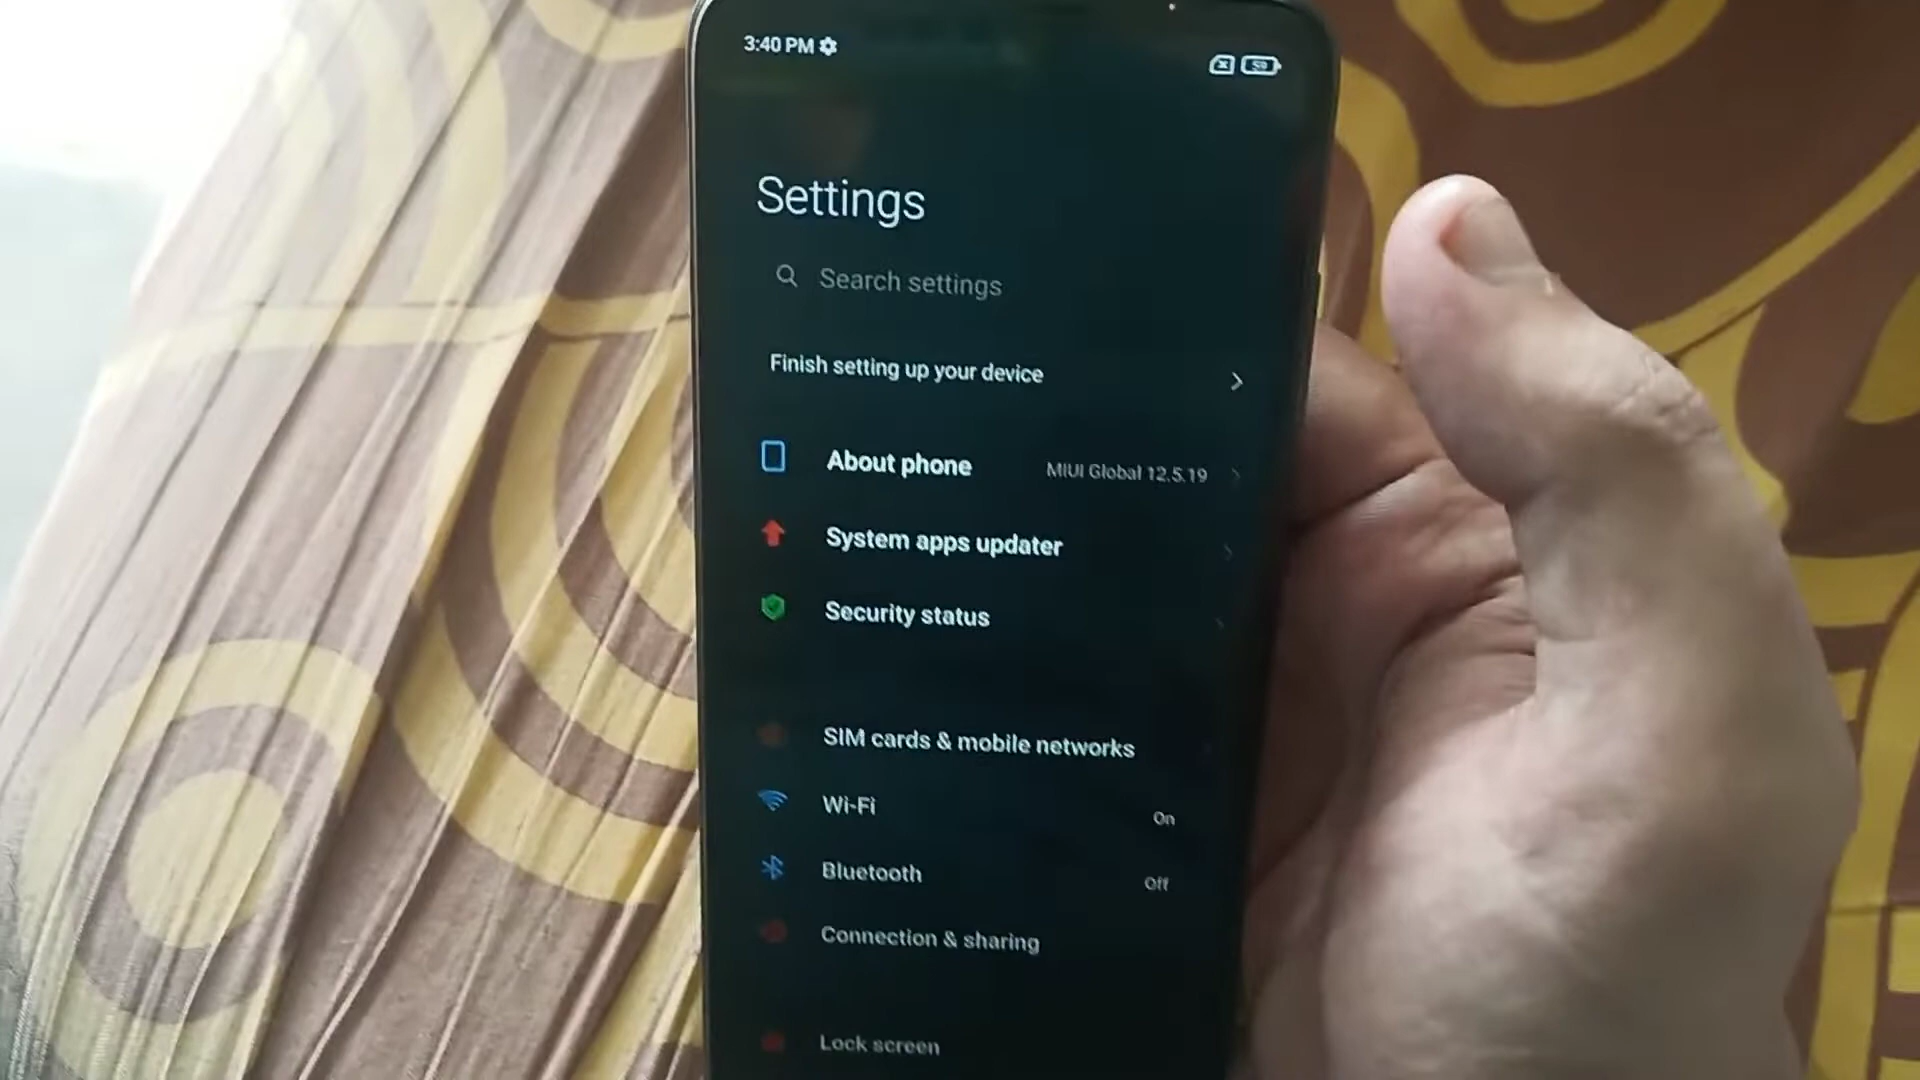 3:40 PM
59
Settings
Search settings
Finish setting up your device
About phone MIUI Global 12.5.19
System apps updater
Security status
SIM cards & mobile networks
Wi-Fi On
Bluetooth Off
Connection & sharing
Lock screen